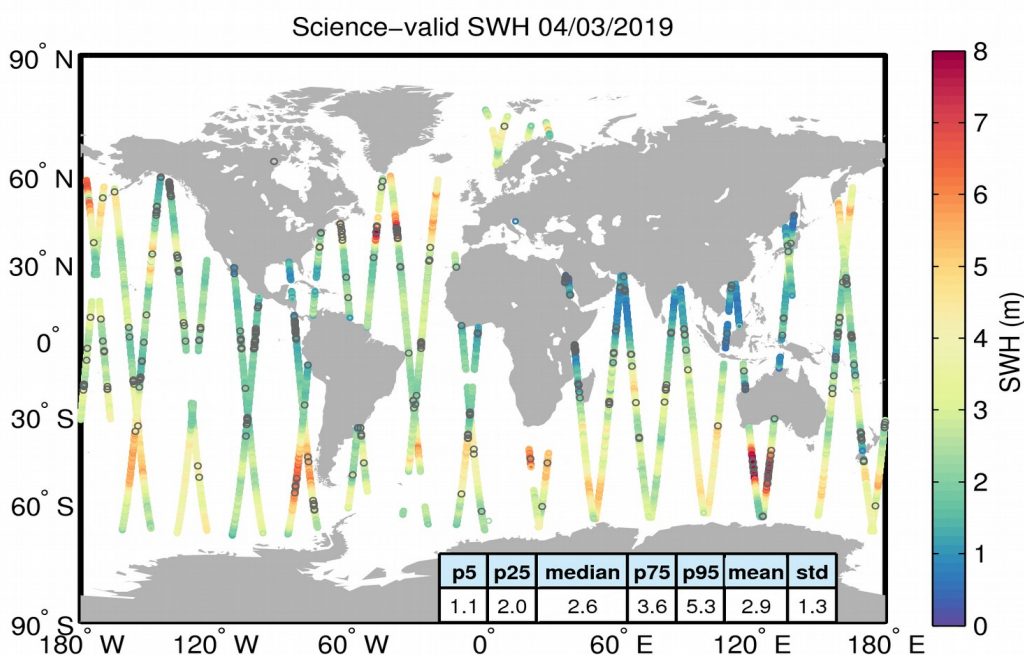 Science−valid SWH 04/03/2019
90° N
60° N
30° N
0°
30° S
60° S
90° S
180° W
120° W
60° W
0°
60° E
120° E
180° E
p5 p25 median p75 p95 mean std
1.1 2.0 2.6 3.6 5.3 2.9 1.3
8
7
6
5
4
3
2
1
0
SWH (m)